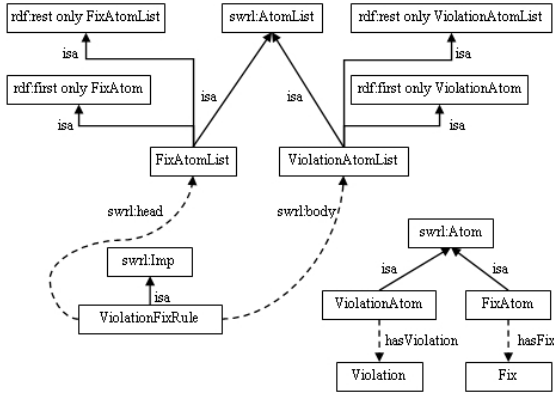 rdf:rest only FixAtomList
swrl:AtomList
rdf:rest only ViolationAtomList
isa
isa
rdf:first only FixAtom
rdf:first only ViolationAtom
isa
isa
isa
isa
FixAtomList
ViolationAtomList
swrl:head
swrl:body
swrl:Atom
swrl:Imp
isa
isa
isa
ViolationFixRule
ViolationAtom
FixAtom
hasViolation
hasFix
Violation
Fix